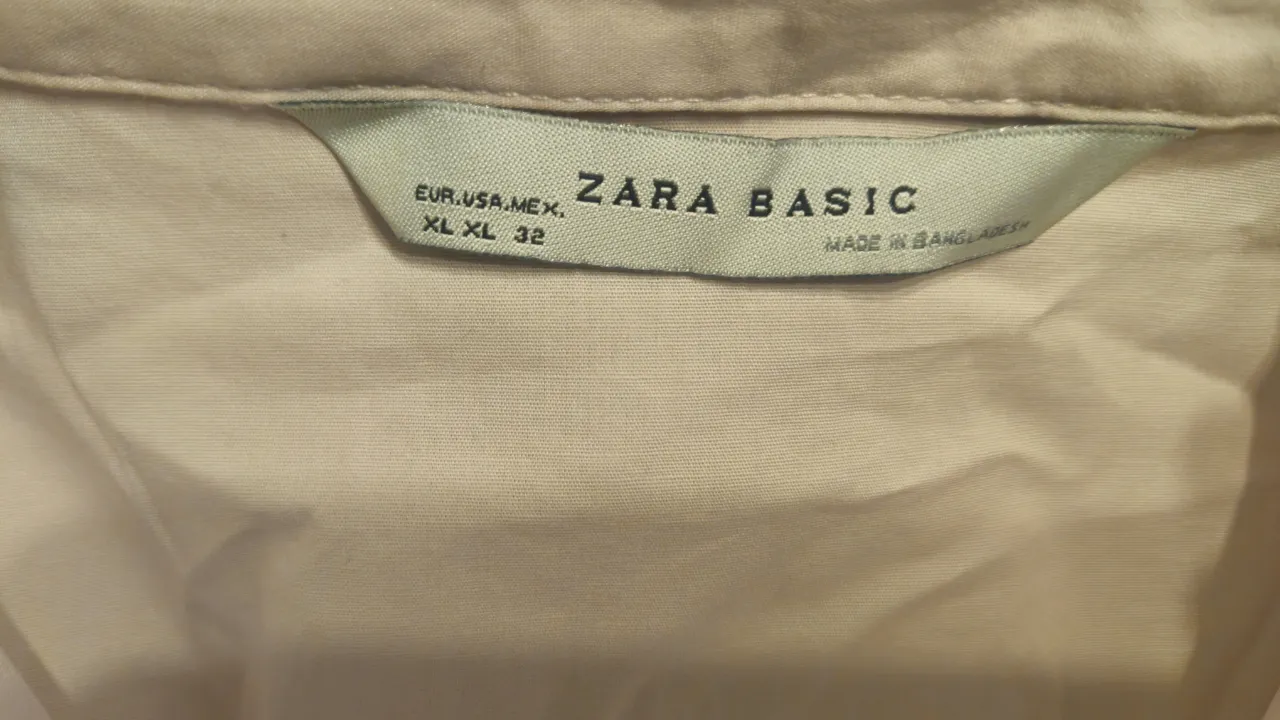 ZARA BASIC
EUR.USA.MEX.
XL XL 32
MADE IN BANGLADESH